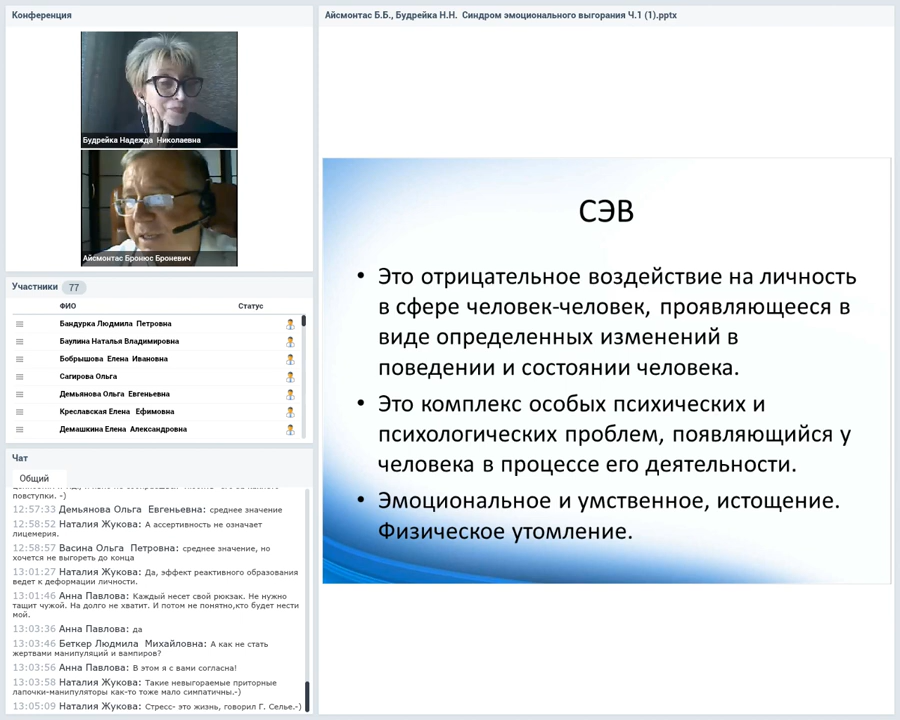 Конференция
Будрейка Надежда Николаевна
Айсмонтас Бронюс Броневич
Участники 77
ФИО Статус
Бандурка Людмила Петровна
Баулина Наталья Владимировна
Бобрышова Елена Ивановна
Сагирова Ольга
Демьянова Ольга Евгеньевна
Креславская Елена Ефимовна
Демашкина Елена Александровна
Чат
Общий
поступки. -)
12:57:33 Демьянова Ольга Евгеньевна: среднее значение
12:58:52 Наталия Жукова: А ассертивность не означает
лицемерия.
12:58:57 Васина Ольга Петровна: среднее значение, но
хочется не выгореть до конца
13:01:27 Наталия Жукова: Да, эффект реактивного образования
ведет к деформации личности.
13:01:46 Анна Павлова: Каждый несет свой рюкзак. Не нужно
тащит чужой. На долго не хватит. И потом не понятно,кто будет нести
мой.
13:03:36 Анна Павлова: да
13:03:46 Беткер Людмила Михайловна: А как не стать
жертвами манипуляций и вампиров?
13:03:56 Анна Павлова: В этом я с вами согласна!
13:03:58 Наталия Жукова: Такие невыгораемые приторные
лапочки-манипуляторы как-то тоже мало симпатичны.-)
13:05:09 Наталия Жукова: Стресс- это жизнь, говорил Г. Селье.-)
Айсмонтас Б.Б., Будрейка Н.Н. Синдром эмоционального выгорания Ч.1 (1).pptx
СЭВ
• Это отрицательное воздействие на личность
в сфере человек-человек, проявляющееся в
виде определенных изменений в
поведении и состоянии человека.
• Это комплекс особых психических и
психологических проблем, появляющийся у
человека в процессе его деятельности.
• Эмоциональное и умственное, истощение.
Физическое утомление.